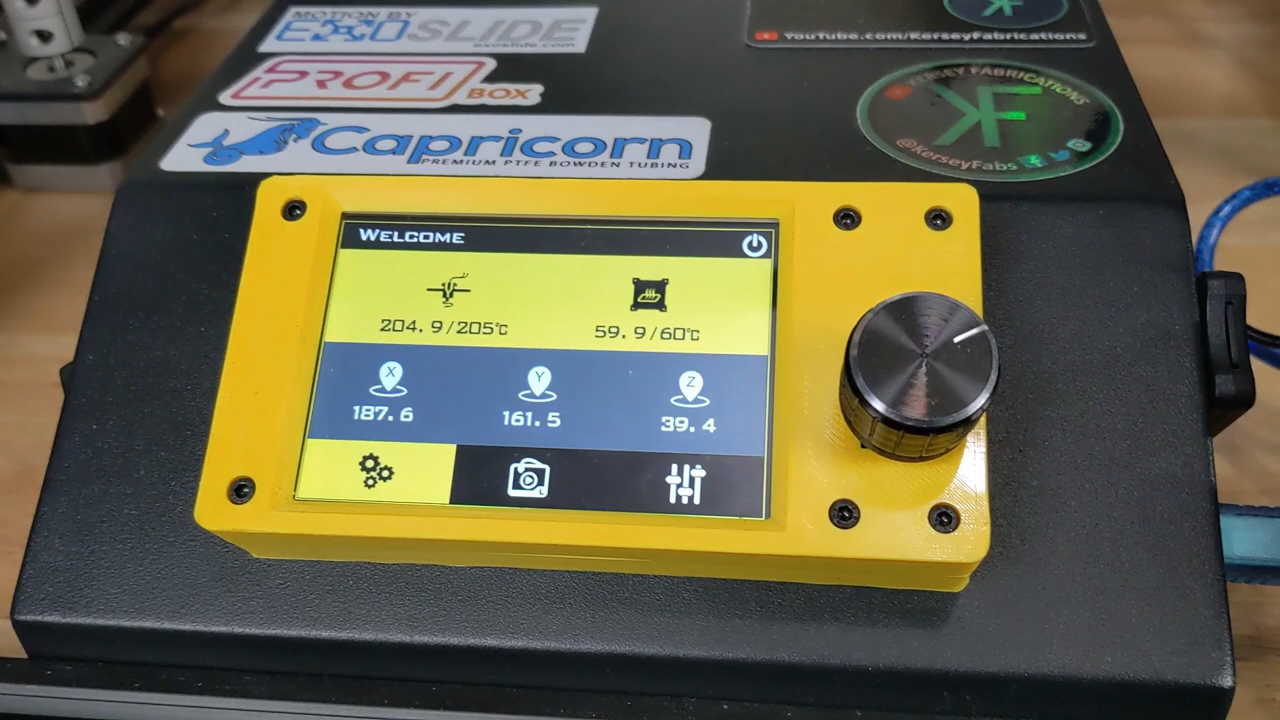 MOTION BY
EXOSLIDE
exoslide.com
YouTube.com/KerseyFabrications
PROFI
BOX
KERSEY FABRICATIONS
KF
@KerseyFabs
Capricorn
PREMIUM PTFE BOWDEN TUBING
WELCOME
204.9/205℃
59.9/60℃
X
Y
Z
187.6
161.5
39.4
L